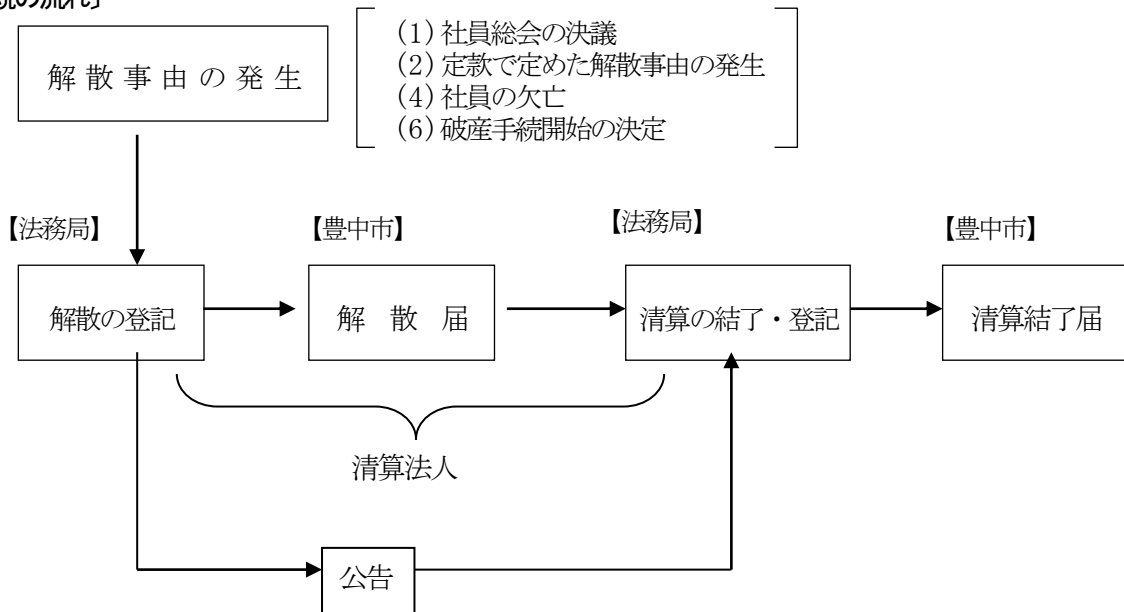 の流れ］
解 散 事 由 の 発 生
(1) 社員総会の決議
(2) 定款で定めた解散事由の発生
(4) 社員の欠亡
(6) 破産手続開始の決定
【法務局】
【豊中市】
【法務局】
【豊中市】
解散の登記
解 散 届
清算の結了・登記
清算結了届
清算法人
公告